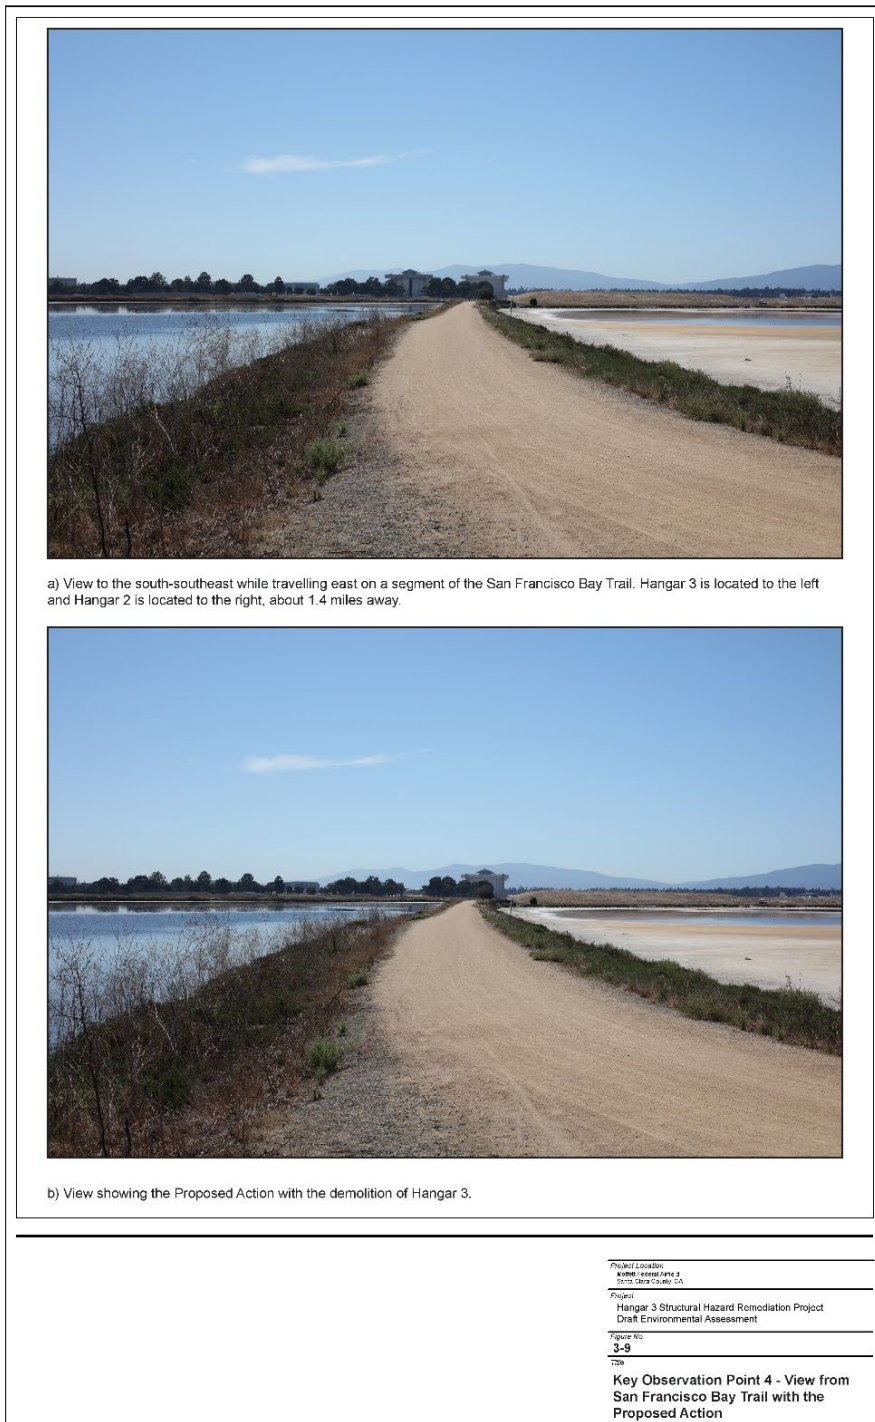 a) View to the south-southeast while travelling east on a segment of the San Francisco Bay Trail. Hangar 3 is located to the left
and Hangar 2 is located to the right, about 1.4 miles away.
b) View showing the Proposed Action with the demolition of Hangar 3.
Project Location
Moffett Federal Airfield
Santa Clara County, CA
Project
Hangar 3 Structural Hazard Remediation Project
Draft Environmental Assessment
Figure No.
3-9
Title
Key Observation Point 4 - View from
San Francisco Bay Trail with the
Proposed Action